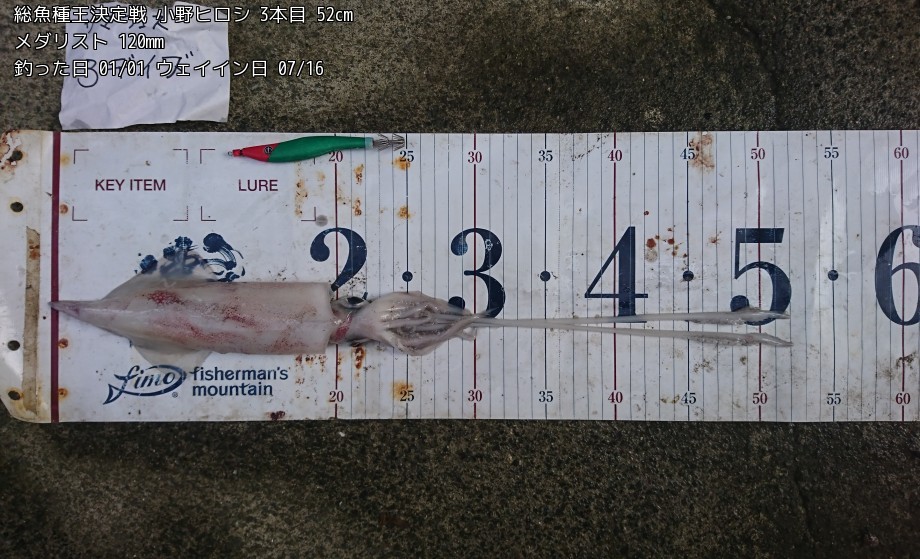 総魚種王決定戦 小野ヒロシ 3本目 52cm
メダリスト 120mm
釣った日 01/01 ウェイイン日 07/16
KEY ITEM
LURE
20 25 30 35 40 45 50 55 60
2 3 4 5 6
fimo fisherman's
mountain
20 25 30 35 40 45 50 55 60